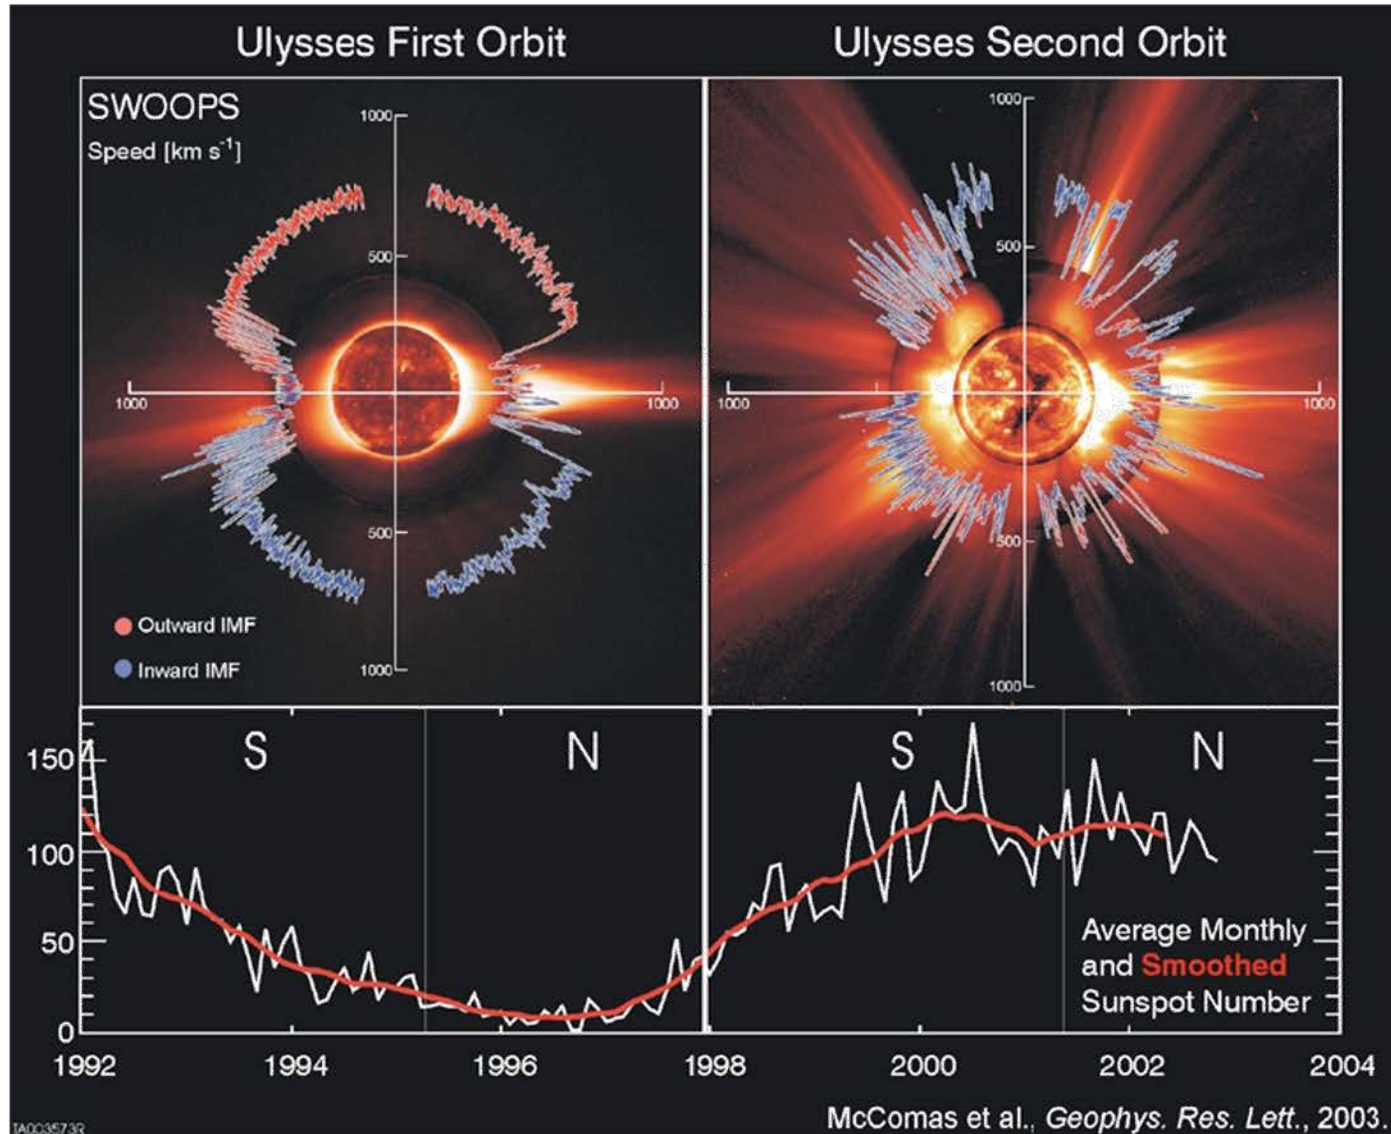 Ulysses First Orbit
Ulysses Second Orbit
SWOOPS
Speed [km s⁻¹]
1000
500
1000
1000
500
1000
Outward IMF
Inward IMF
1000
500
1000
1000
500
1000
S
N
S
N
150
100
50
0
Average Monthly
and Smoothed
Sunspot Number
1992
1994
1996
1998
2000
2002
2004
McComas et al., Geophys. Res. Lett., 2003.